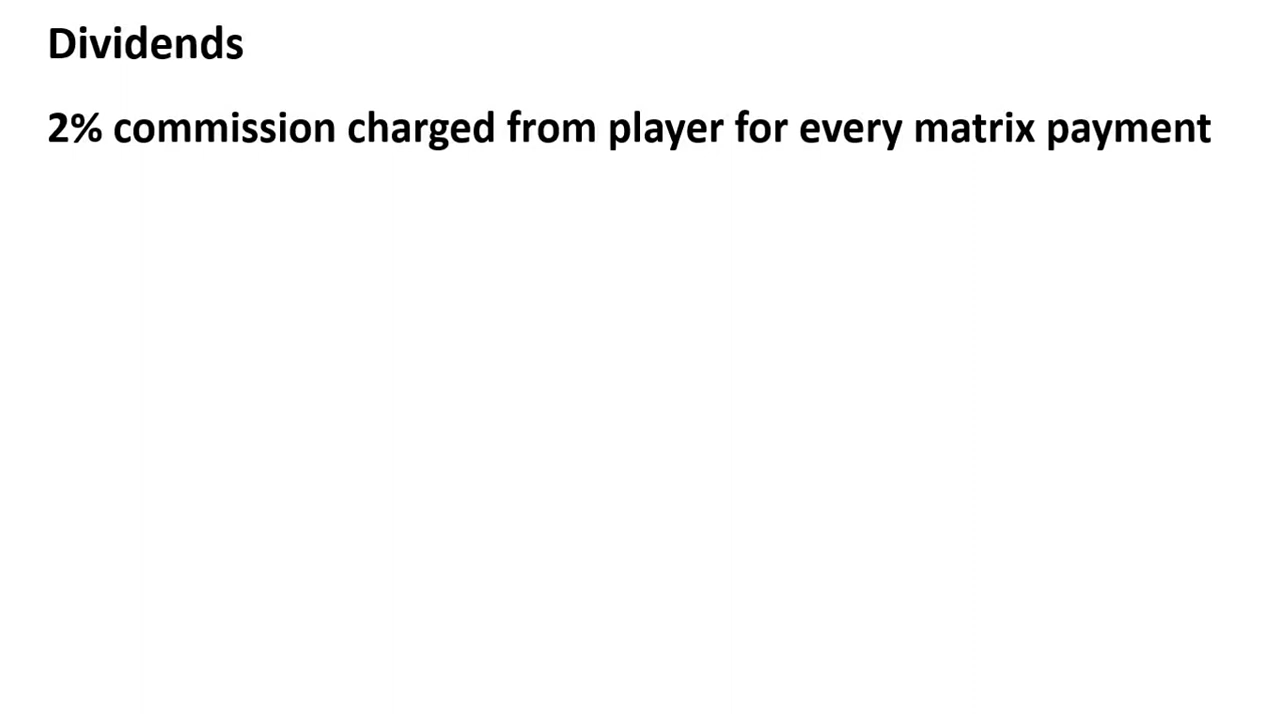 Dividends
2% commission charged from player for every matrix payment